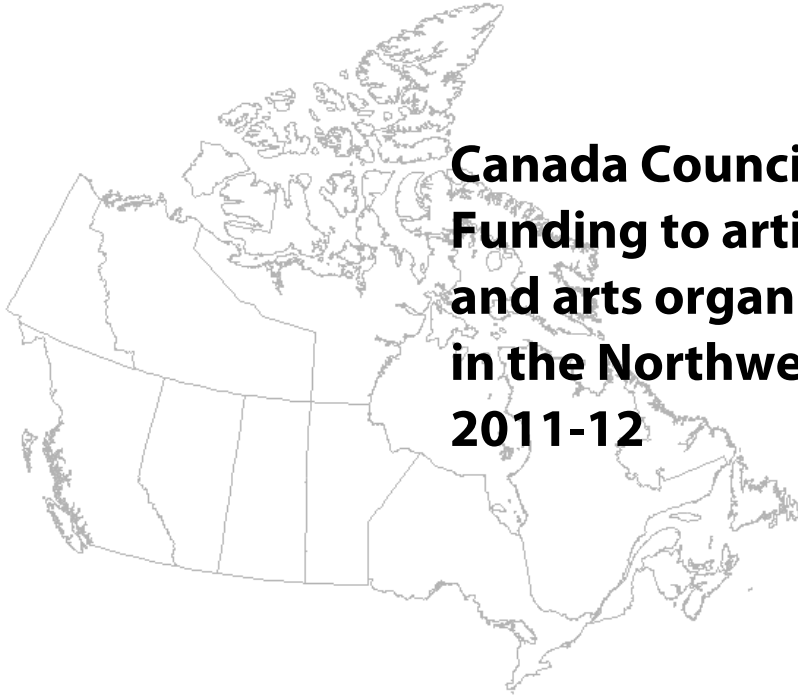 Canada Counci
Funding to arti
and arts organ
in the Northwe
2011-12